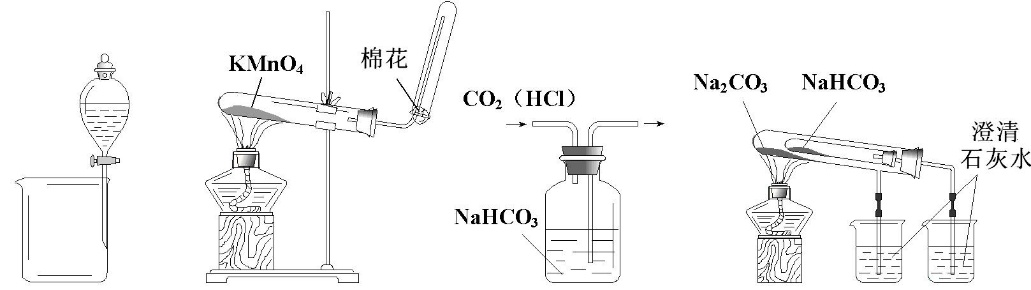 KMnO₄
棉花
CO₂（HCl）
NaHCO₃
Na₂CO₃
NaHCO₃
澄清
石灰水